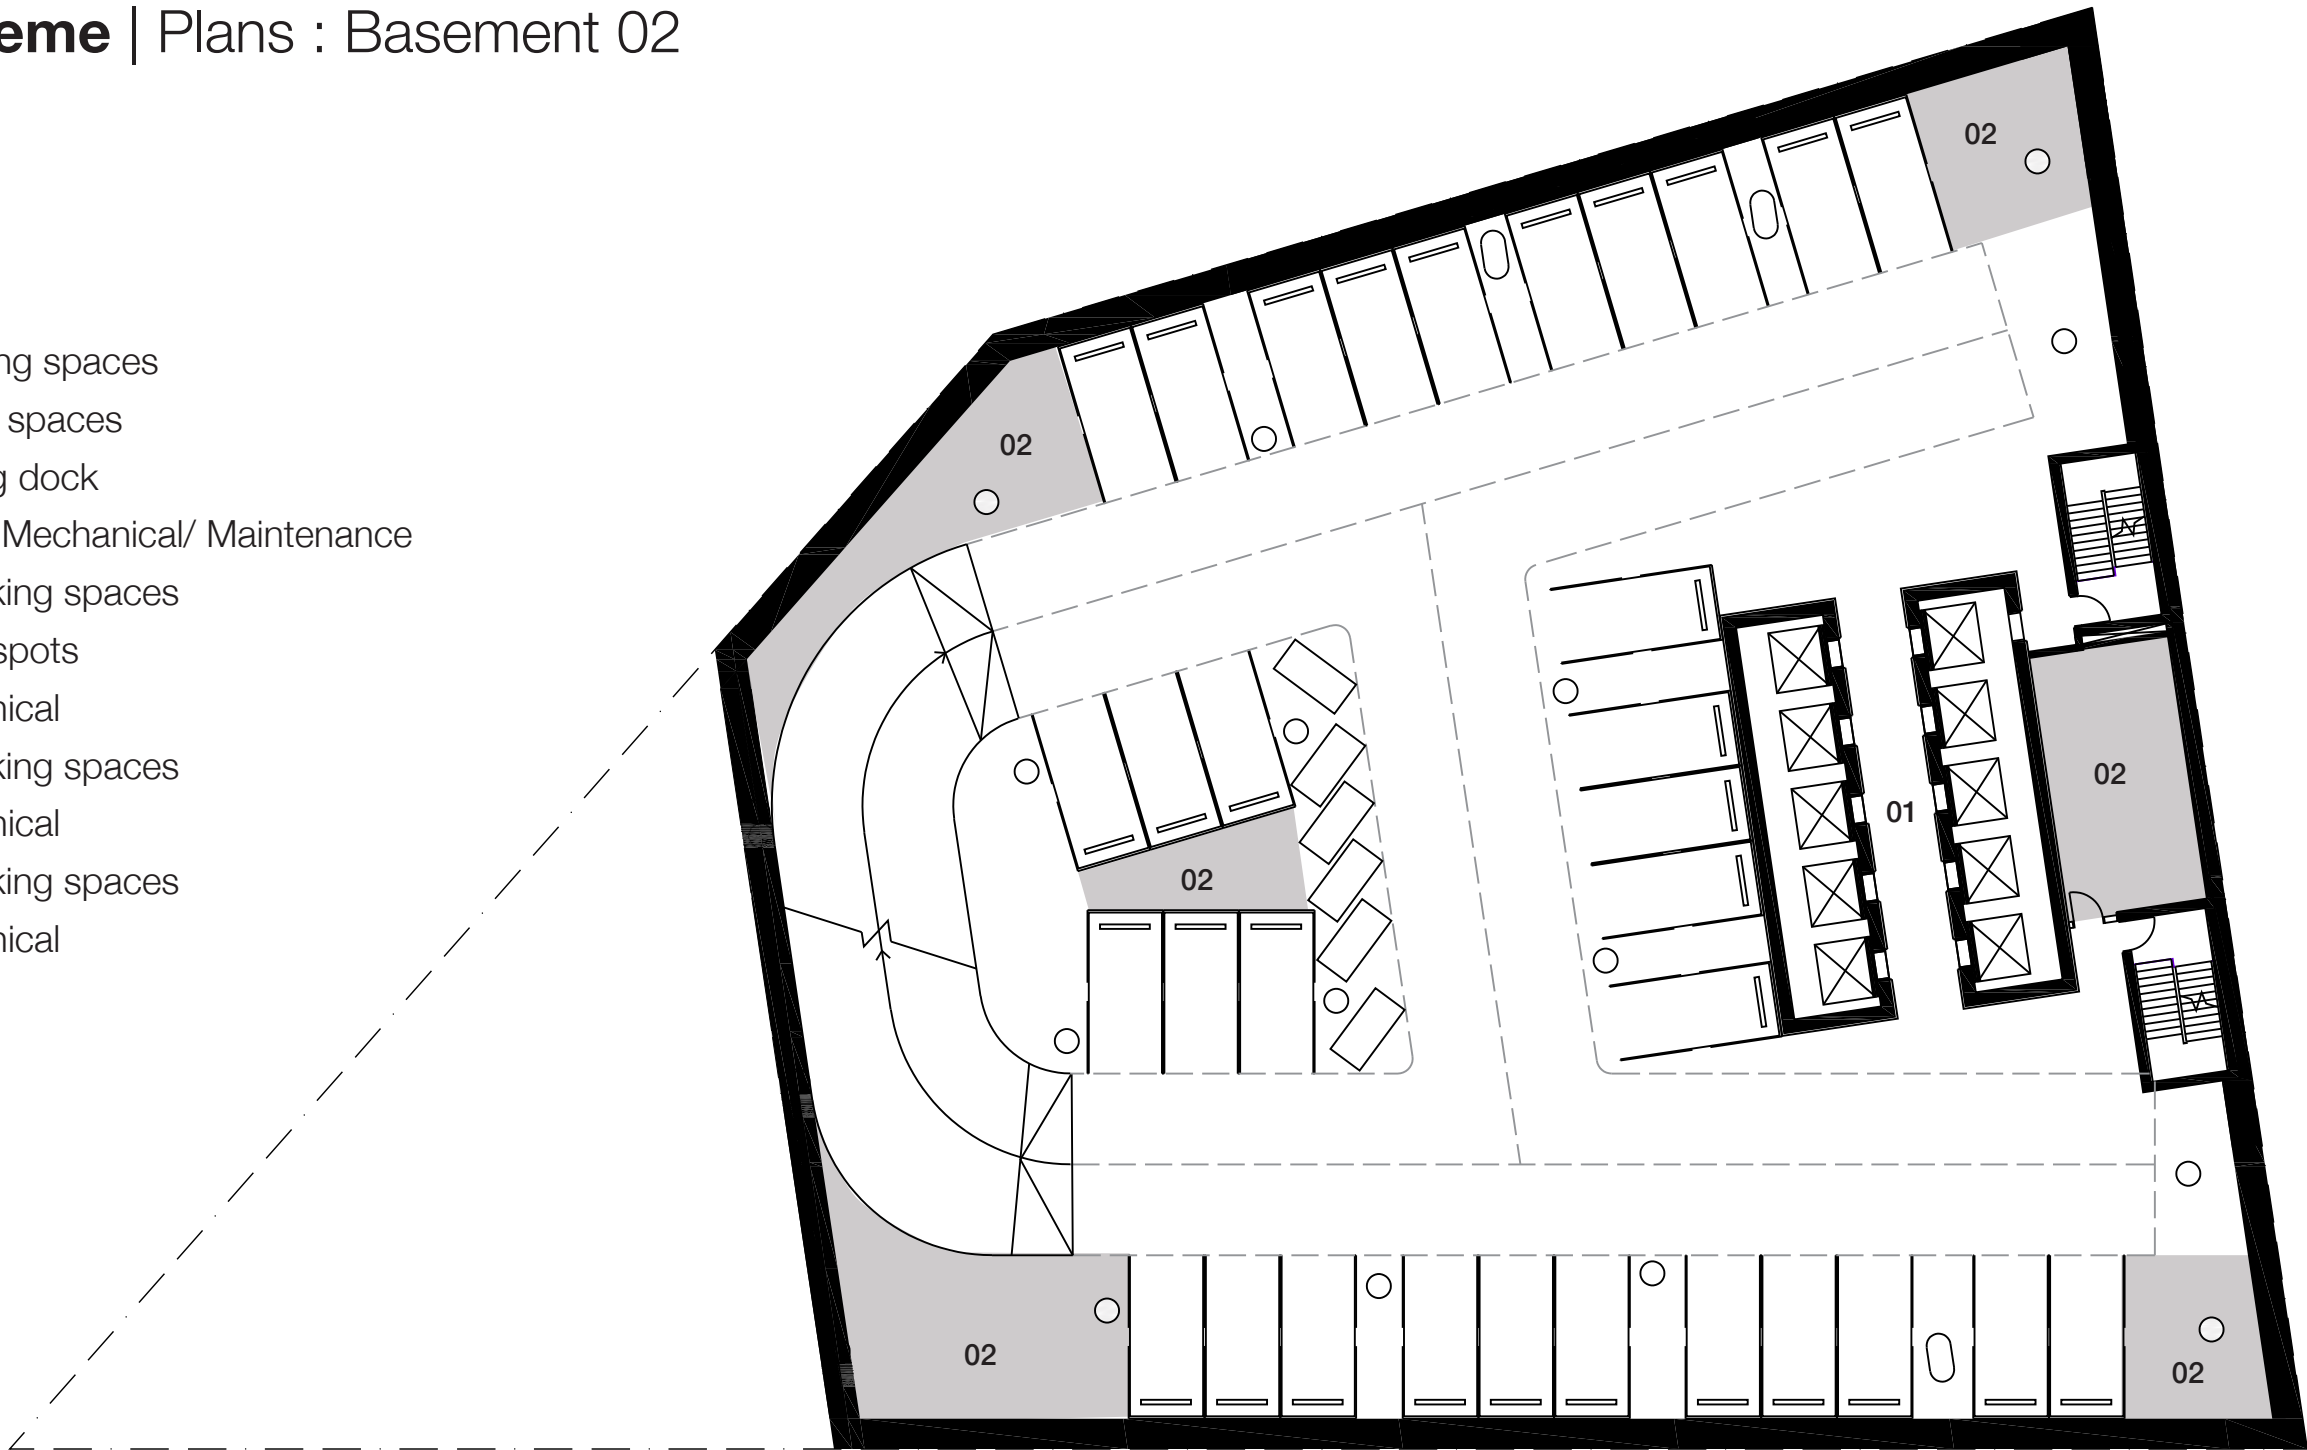 eme | Plans : Basement 02
ng spaces
spaces
g dock
Mechanical/ Maintenance
king spaces
spots
nical
king spaces
nical
king spaces
nical
02
02
02
01
02
02
02